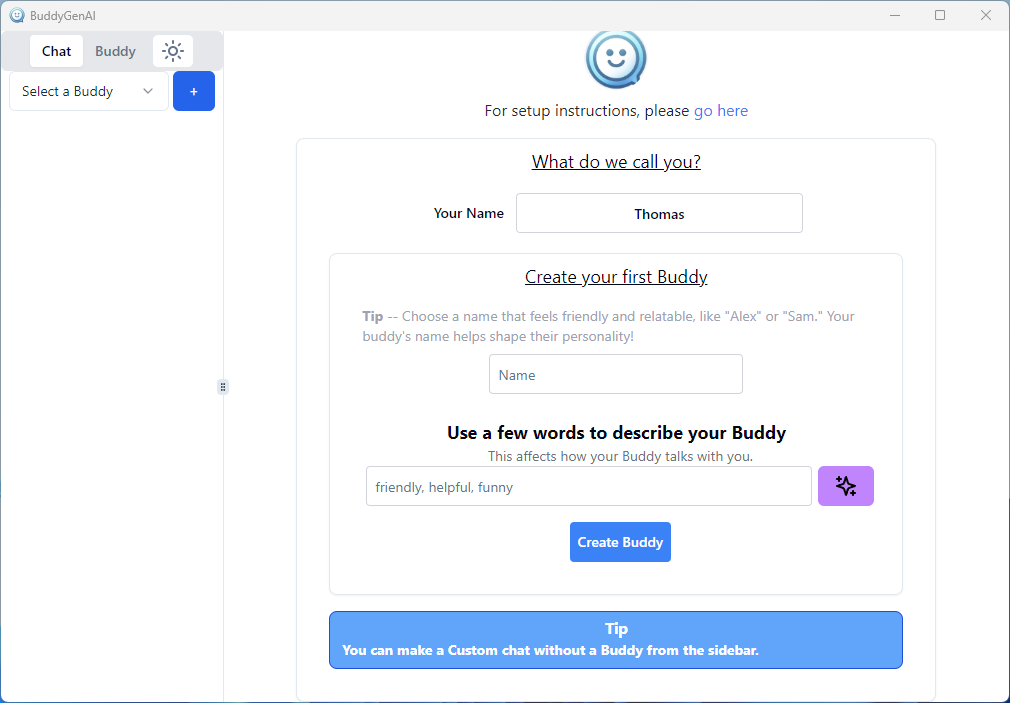 BuddyGenAI
Chat Buddy
Select a Buddy +
For setup instructions, please go here
What do we call you?
Your Name Thomas
Create your first Buddy
Tip -- Choose a name that feels friendly and relatable, like "Alex" or "Sam." Your
buddy's name helps shape their personality!
Name
Use a few words to describe your Buddy
This affects how your Buddy talks with you.
friendly, helpful, funny
Create Buddy
Tip
You can make a Custom chat without a Buddy from the sidebar.